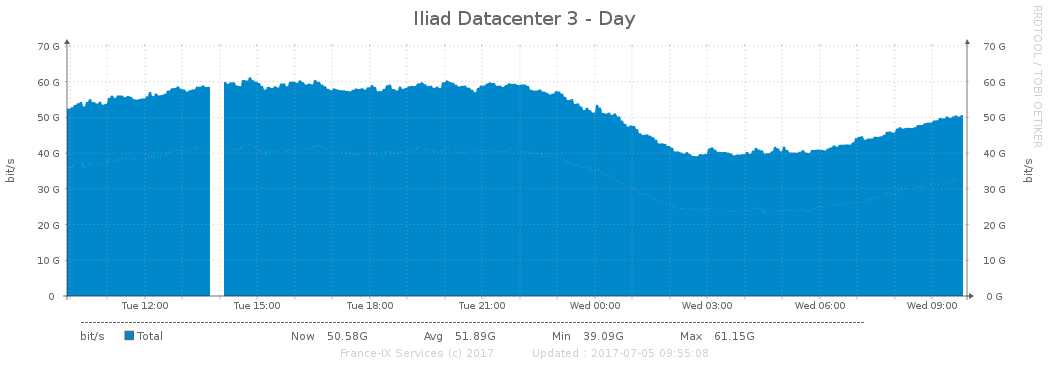 Iliad Datacenter 3 - Day
RRDTOOL / TOBI OETIKER
70 G 70 G
60 G 60 G
50 G 50 G
40 G 40 G
30 G 30 G
20 G 20 G
10 G 10 G
0 0 G
bit/s bit/s
Tue 12:00 Tue 15:00 Tue 18:00 Tue 21:00 Wed 00:00 Wed 03:00 Wed 06:00 Wed 09:00
bit/s Total Now 50.58G Avg 51.89G Min 39.09G Max 61.15G
France-IX Services (c) 2017 Updated : 2017-07-05 09:55:08